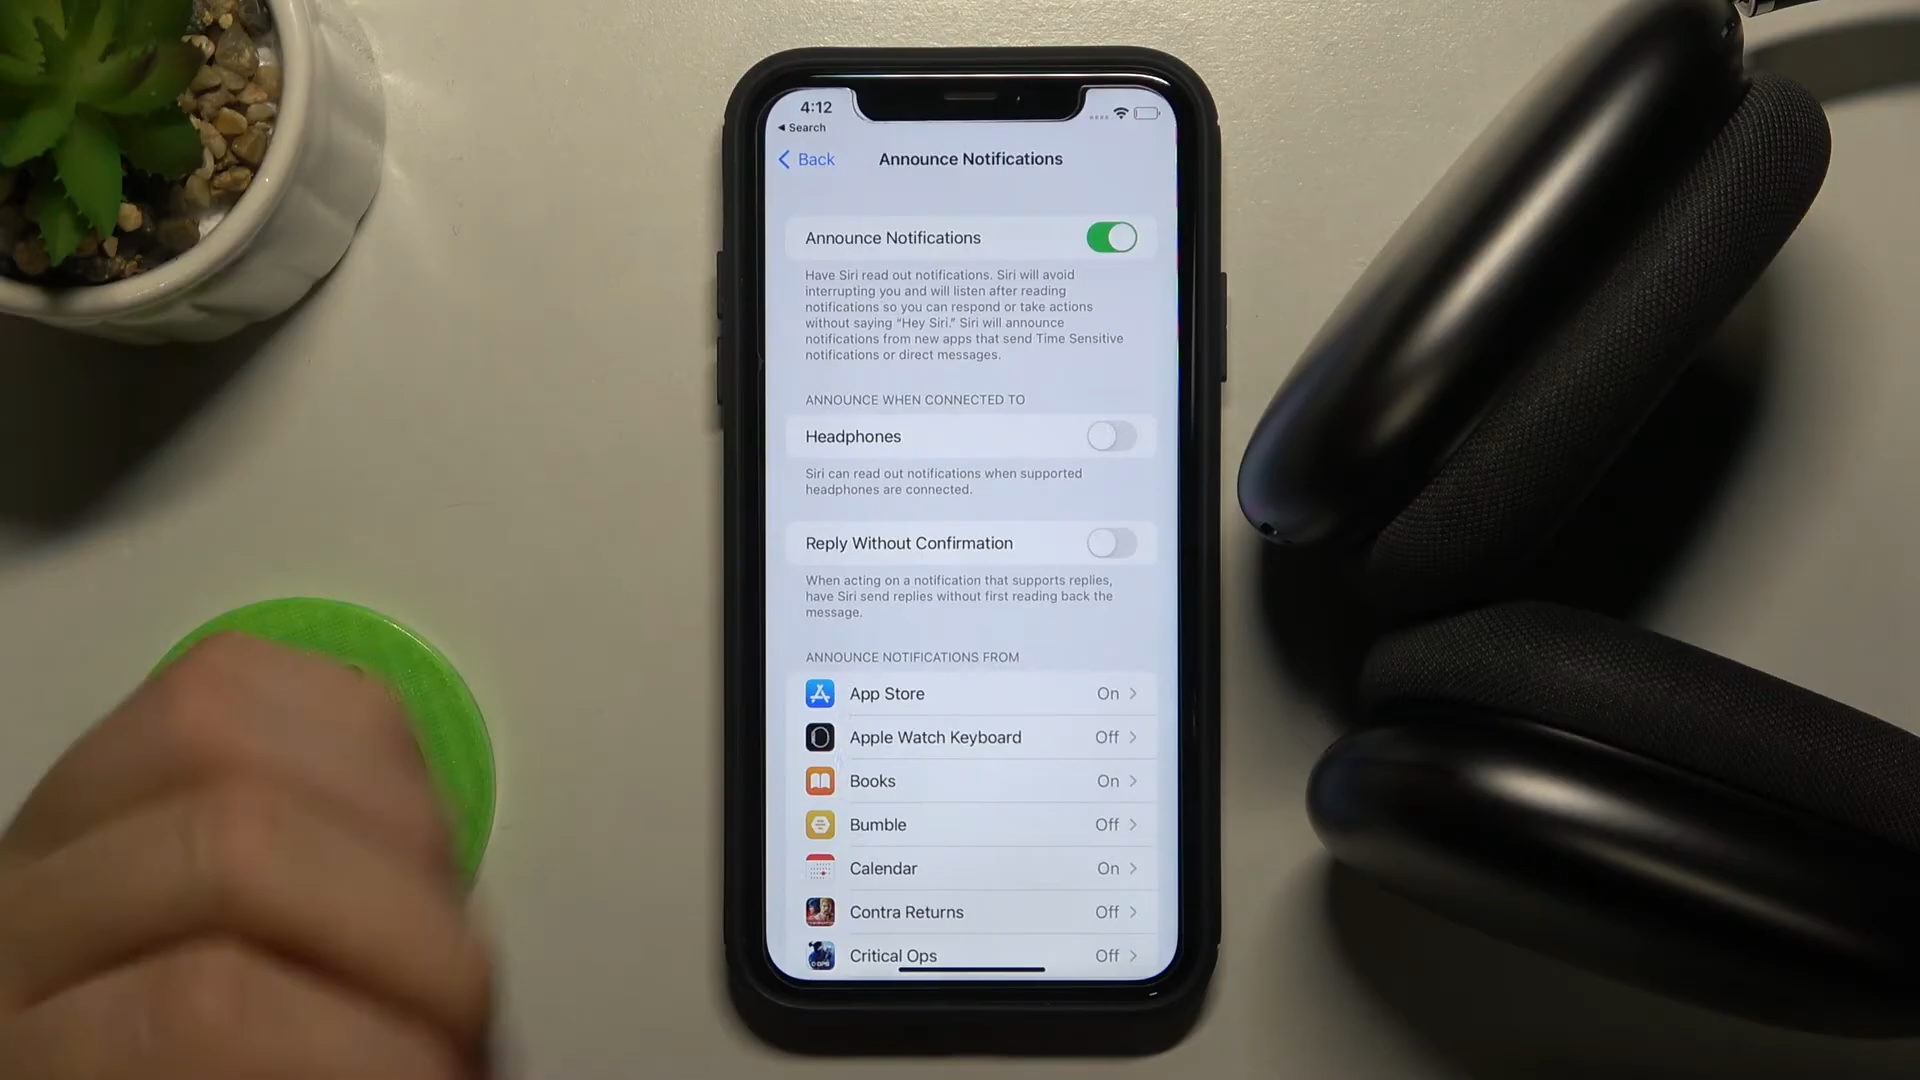 4:12
◀ Search
Back
Announce Notifications
Announce Notifications
Have Siri read out notifications. Siri will avoid
interrupting you and will listen after reading
notifications so you can respond or take actions
without saying “Hey Siri.” Siri will announce
notifications from new apps that send Time Sensitive
notifications or direct messages.
ANNOUNCE WHEN CONNECTED TO
Headphones
Siri can read out notifications when supported
headphones are connected.
Reply Without Confirmation
When acting on a notification that supports replies,
have Siri send replies without first reading back the
message.
ANNOUNCE NOTIFICATIONS FROM
App Store On
Apple Watch Keyboard Off
Books On
Bumble Off
Calendar On
Contra Returns Off
Critical Ops Off